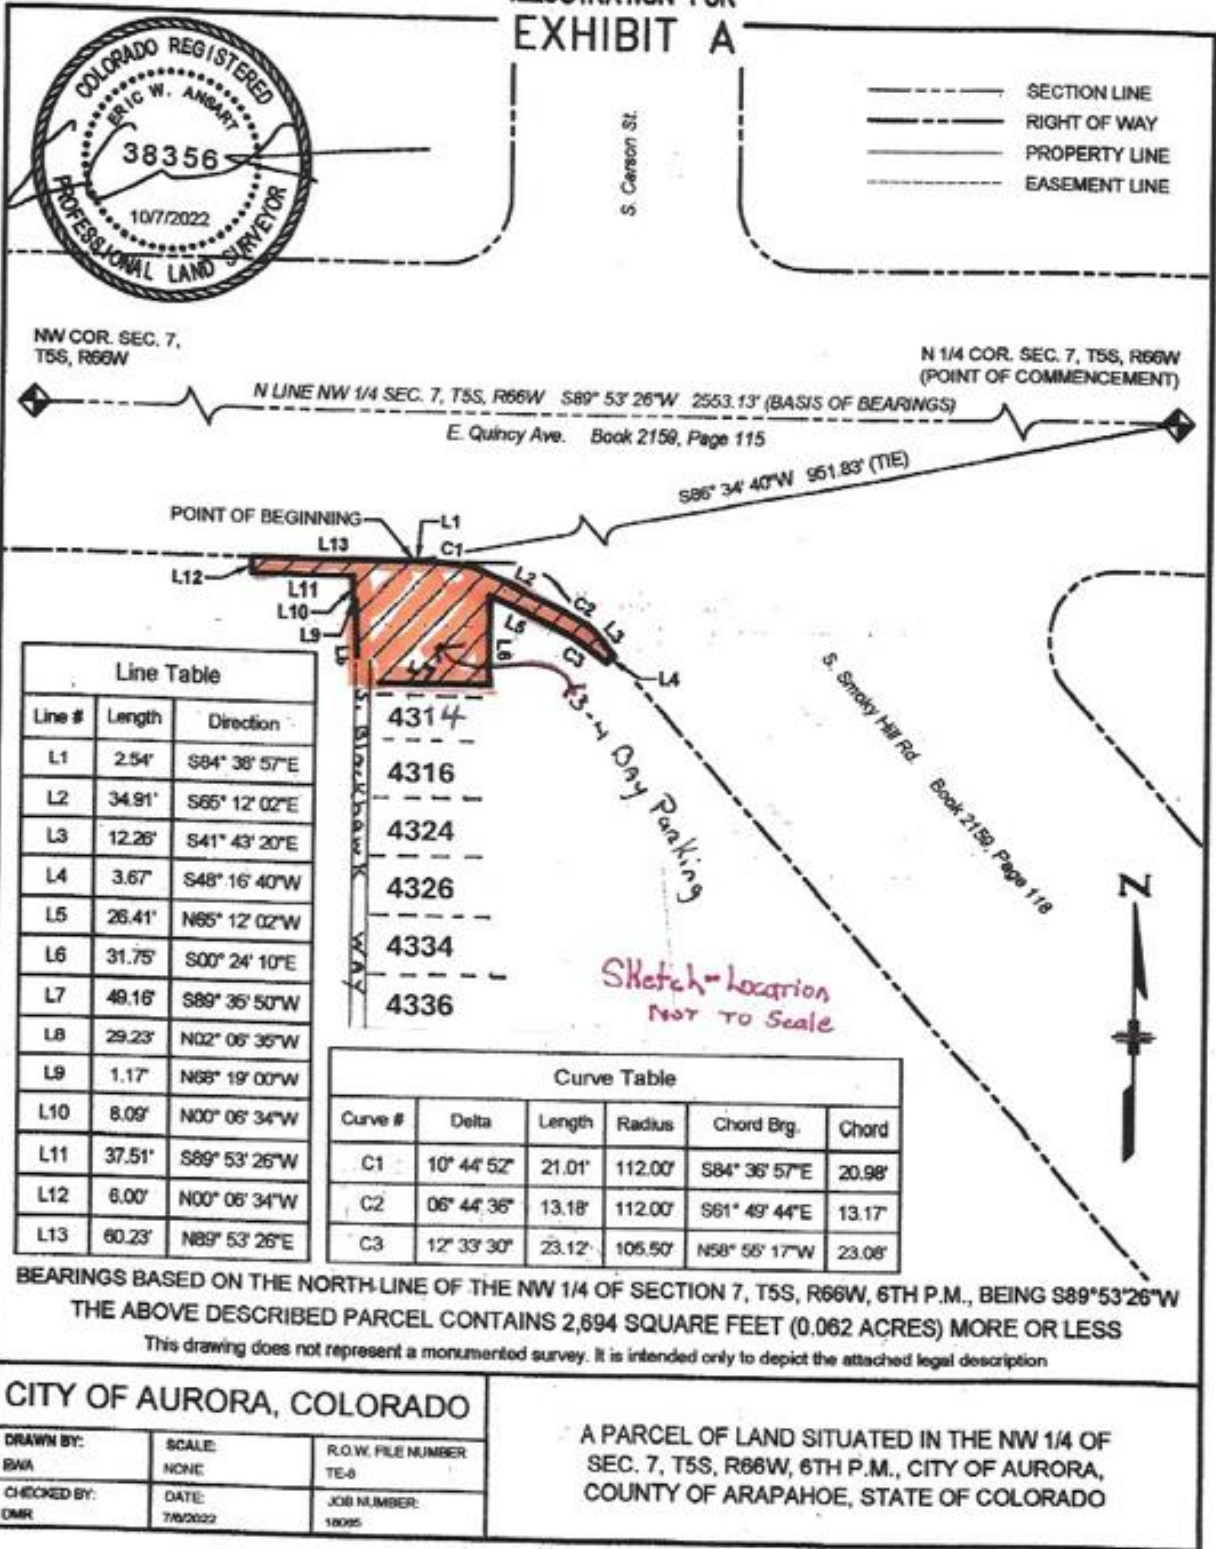 EXHIBIT A
COLORADO REGISTERED
ERIC W. ANSART
38356
10/7/2022
PROFESSIONAL LAND SURVEYOR
S. Carson St.
SECTION LINE
RIGHT OF WAY
PROPERTY LINE
EASEMENT LINE
NW COR. SEC. 7,
T5S, R66W
N 1/4 COR. SEC. 7, T5S, R66W
(POINT OF COMMENCEMENT)
N LINE NW 1/4 SEC. 7, T5S, R66W S89° 53' 26"W 2553.13' (BASIS OF BEARINGS)
E. Quincy Ave. Book 2159, Page 115
S86° 34' 40"W 951.83' (TIE)
POINT OF BEGINNING
L1
L13
C1
L12
L11
L2
C2
L10
L3
L9
L5
C3
L6
L4
3-4 BAY Parking
S. Smoky Hill Rd. Book 2159, Page 118
S. Blackhawk WAY
4314
4316
4324
4326
4334
4336
N
Sketch-Location
Not To Scale
Line Table
Line # Length Direction
L1 2.54' S84° 38' 57"E
L2 34.91' S65° 12' 02"E
L3 12.26' S41° 43' 20"E
L4 3.67' S48° 16' 40"W
L5 26.41' N65° 12' 02"W
L6 31.75' S00° 24' 10"E
L7 49.16' S89° 35' 50"W
L8 29.23' N02° 06' 35"W
L9 1.17' N68° 19' 00"W
L10 8.09' N00° 06' 34"W
L11 37.51' S89° 53' 26"W
L12 6.00' N00° 06' 34"W
L13 60.23' N89° 53' 26"E
Curve Table
Curve # Delta Length Radius Chord Brg. Chord
C1 10° 44' 52" 21.01' 112.00' S84° 36' 57"E 20.98'
C2 06° 44' 36" 13.18' 112.00' S61° 49' 44"E 13.17'
C3 12° 33' 30" 23.12' 105.50' N58° 55' 17"W 23.08'
BEARINGS BASED ON THE NORTH LINE OF THE NW 1/4 OF SECTION 7, T5S, R66W, 6TH P.M., BEING S89°53'26"W
THE ABOVE DESCRIBED PARCEL CONTAINS 2,694 SQUARE FEET (0.062 ACRES) MORE OR LESS
This drawing does not represent a monumented survey. It is intended only to depict the attached legal description
CITY OF AURORA, COLORADO
DRAWN BY:
EWA
SCALE:
NONE
R.O.W. FILE NUMBER
TE-8
CHECKED BY:
DMR
DATE:
7/6/2022
JOB NUMBER:
18085
A PARCEL OF LAND SITUATED IN THE NW 1/4 OF
SEC. 7, T5S, R66W, 6TH P.M., CITY OF AURORA,
COUNTY OF ARAPAHOE, STATE OF COLORADO